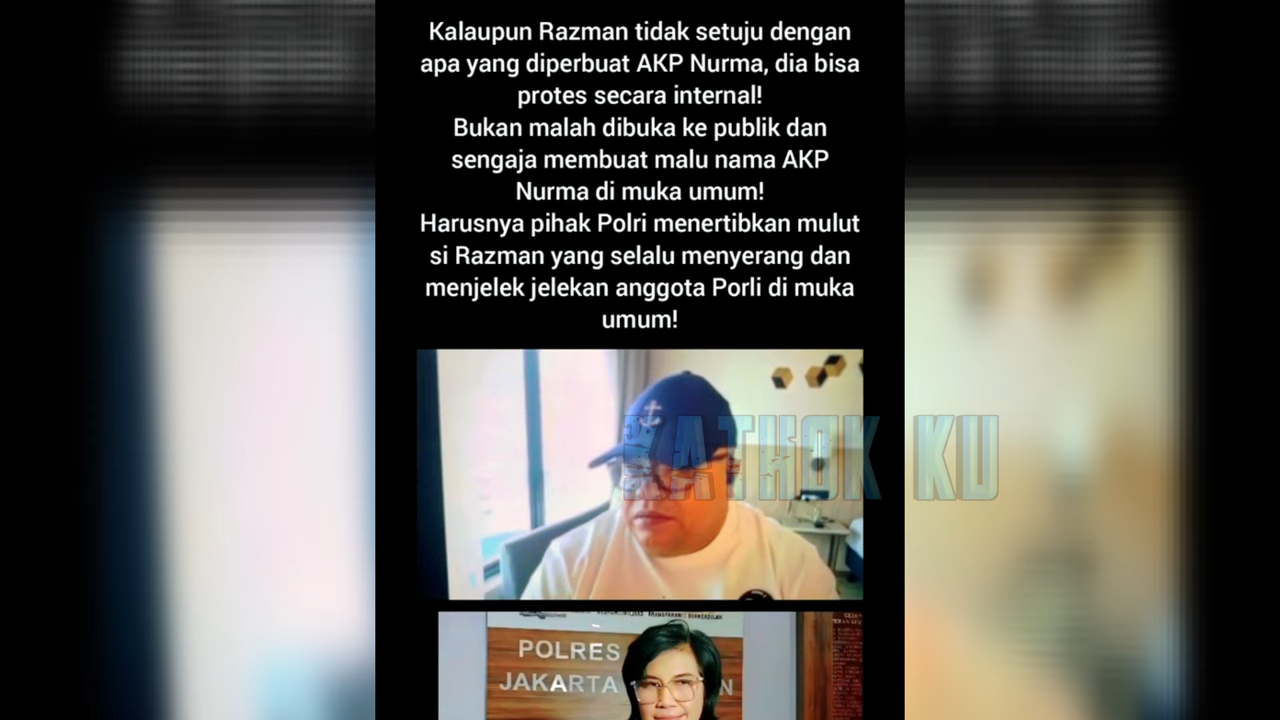 Kalaupun Razman tidak setuju dengan
apa yang diperbuat AKP Nurma, dia bisa
protes secara internal!
Bukan malah dibuka ke publik dan
sengaja membuat malu nama AKP
Nurma di muka umum!
Harusnya pihak Polri menertibkan mulut
si Razman yang selalu menyerang dan
menjelek jelekan anggota Porli di muka
umum!
KATHOK KU
POLRES
JAKARTA